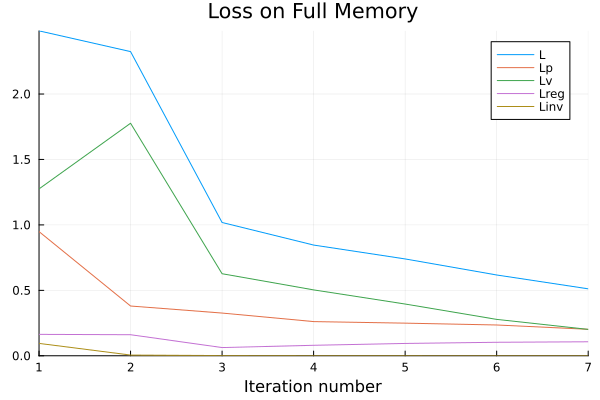 Loss on Full Memory
L
Lp
Lv
Lreg
Linv
2.0
1.5
1.0
0.5
0.0
1 2 3 4 5 6 7
Iteration number